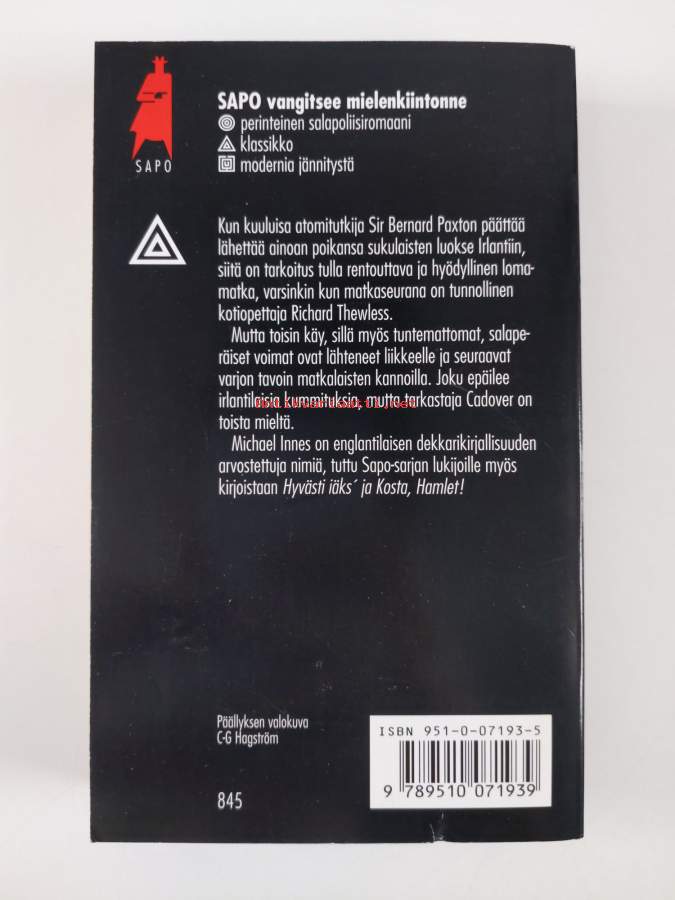 SAPO
SAPO vangitsee mielenkiintonne
perinteinen salapoliisiromaani
klassikko
modernia jännitystä
Kun kuuluisa atomitutkija Sir Bernard Paxton päättää
lähettää ainoan poikansa sukulaisten luokse Irlantiin,
siitä on tarkoitus tulla rentouttava ja hyödyllinen loma-
matka, varsinkin kun matkaseurana on tunnollinen
kotiopettaja Richard Thewless.
Mutta toisin käy, sillä myös tuntemattomat, salape-
räiset voimat ovat lähteneet liikkeelle ja seuraavat
varjon tavoin matkalaisten kannoilla. Joku epäilee
irlantilaisia kummituksia, mutta tarkastaja Cadover on
toista mieltä.
Michael Innes on englantilaisen dekkarikirjallisuuden
arvostettuja nimiä, tuttu Sapo-sarjan lukijoille myös
kirjoistaan Hyvästi iäks´ ja Kosta, Hamlet!
Päällyksen valokuva
C-G Hagström
845
ISBN 951-0-07193-5
9 789510 071939